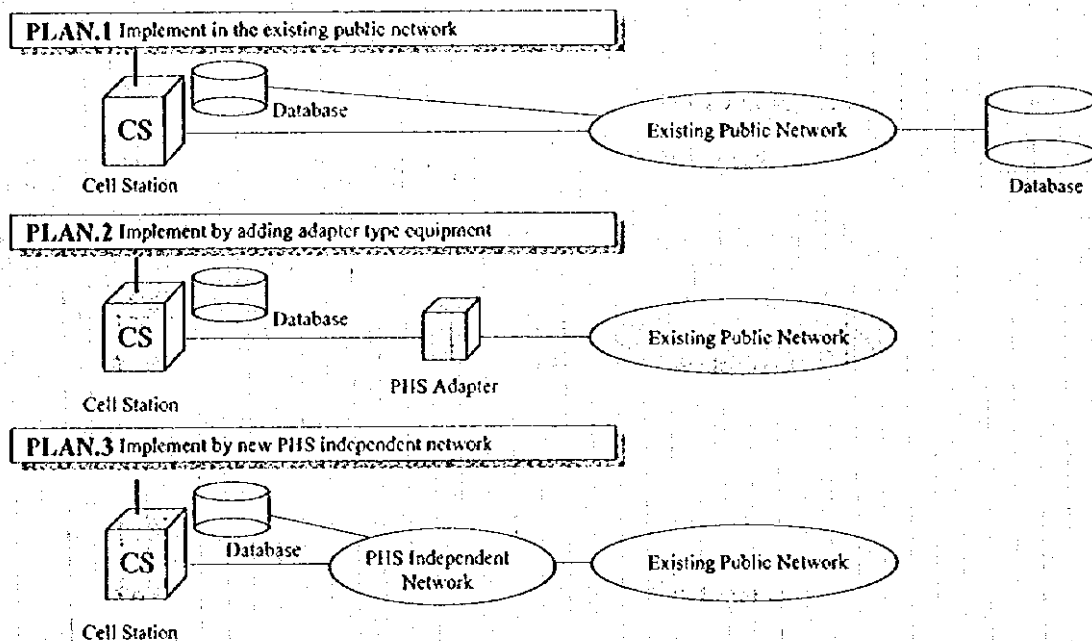 PLAN.1 Implement in the existing public network
CS
Database
Existing Public Network
Cell Station
Database
PLAN.2 Implement by adding adapter type equipment
CS
Database
Existing Public Network
PHS Adapter
Cell Station
PLAN.3 Implement by new PHS independent network
CS
Database
PHS Independent
Network
Existing Public Network
Cell Station